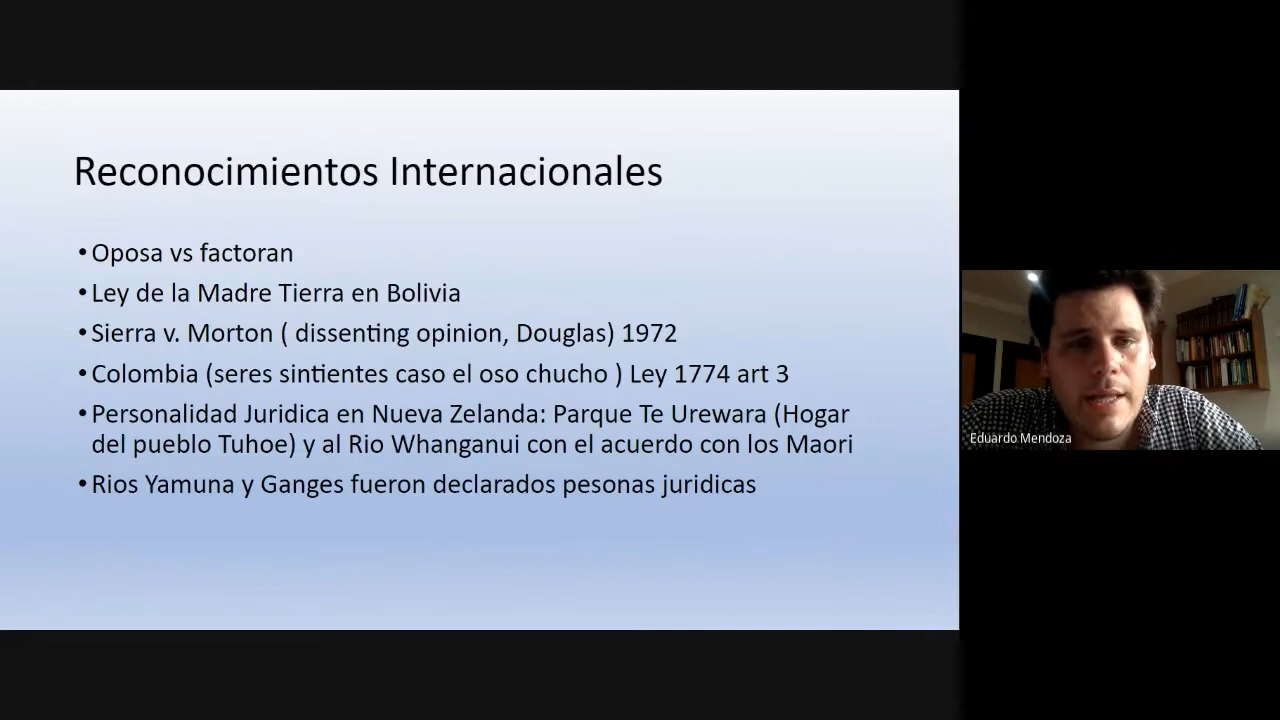 Reconocimientos Internacionales
•Oposa vs factoran
•Ley de la Madre Tierra en Bolivia
•Sierra v. Morton ( dissenting opinion, Douglas) 1972
•Colombia (seres sintientes caso el oso chucho ) Ley 1774 art 3
•Personalidad Juridica en Nueva Zelanda: Parque Te Urewara (Hogar
del pueblo Tuhoe) y al Rio Whanganui con el acuerdo con los Maori
•Rios Yamuna y Ganges fueron declarados pesonas juridicas
Eduardo Mendoza